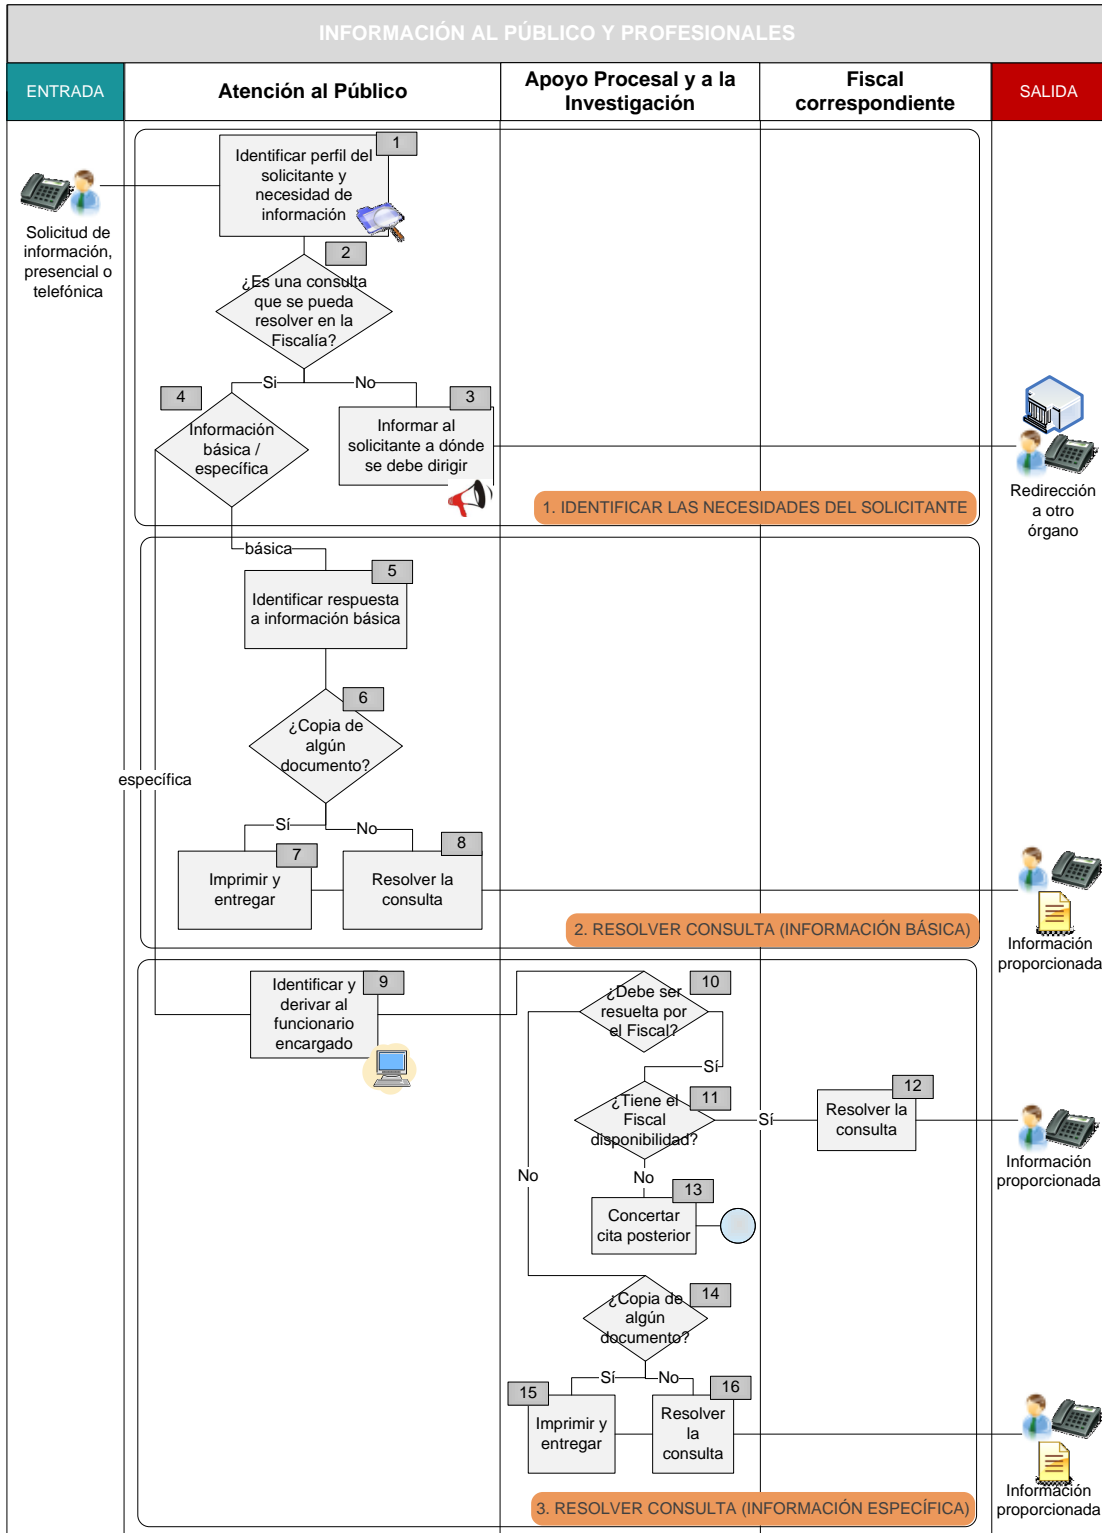 INFORMACIÓN AL PÚBLICO Y PROFESIONALES
ENTRADA
Atención al Público
Apoyo Procesal y a la
Investigación
Fiscal
correspondiente
SALIDA
1
Identificar perfil del
solicitante y
necesidad de
información
Solicitud de
información,
presencial o
telefónica
2
¿Es una consulta
que se pueda
resolver en la
Fiscalía?
Si
No
4
Información
básica /
específica
3
Informar al
solicitante a dónde
se debe dirigir
Redirección
a otro
órgano
1. IDENTIFICAR LAS NECESIDADES DEL SOLICITANTE
básica
5
Identificar respuesta
a información básica
6
¿Copia de
algún
documento?
específica
Sí
No
7
Imprimir y
entregar
8
Resolver la
consulta
Información
proporcionada
2. RESOLVER CONSULTA (INFORMACIÓN BÁSICA)
9
Identificar y
derivar al
funcionario
encargado
10
¿Debe ser
resuelta por
el Fiscal?
Sí
11
¿Tiene el
Fiscal
disponibilidad?
Sí
12
Resolver la
consulta
Información
proporcionada
No
No
13
Concertar
cita posterior
14
¿Copia de
algún
documento?
Sí
No
15
Imprimir y
entregar
16
Resolver
la
consulta
Información
proporcionada
3. RESOLVER CONSULTA (INFORMACIÓN ESPECÍFICA)